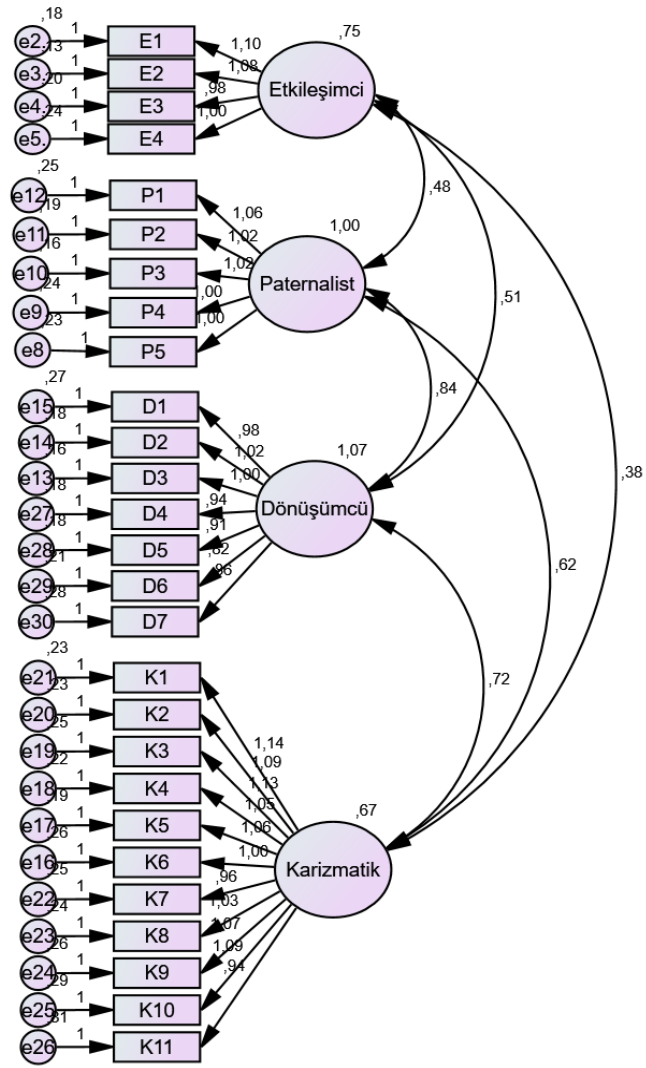 ,18
e2. 1 E1
,13
e3. 1 E2
,20
e4. 1 E3
,24
e5. 1 E4
1,10
1,08
,98
1,00
,75
Etkileşimci
,25
e12 1 P1
,19
e11 1 P2
,16
e10 1 P3
,24
e9 1 P4
,23
e8 1 P5
1,06
1,02
1,02
,00
1,00
1,00
Paternalist
,27
e15 1 D1
,18
e14 1 D2
,16
e13 1 D3
,18
e27 1 D4
,18
e28 1 D5
,21
e29 1 D6
,28
e30 1 D7
,98
1,02
1,00
,94
,91
,82
,86
1,07
Dönüşümcü
,23
e21 1 K1
,23
e20 1 K2
,25
e19 1 K3
,22
e18 1 K4
,19
e17 1 K5
,26
e16 1 K6
,25
e22 1 K7
,24
e23 1 K8
,26
e24 1 K9
,29
e25 1 K10
,31
e26 1 K11
1,14
1,09
1,13
1,05
1,06
1,00
,96
1,03
1,07
1,09
,94
,67
Karizmatik
,48
,51
,84
,38
,62
,72